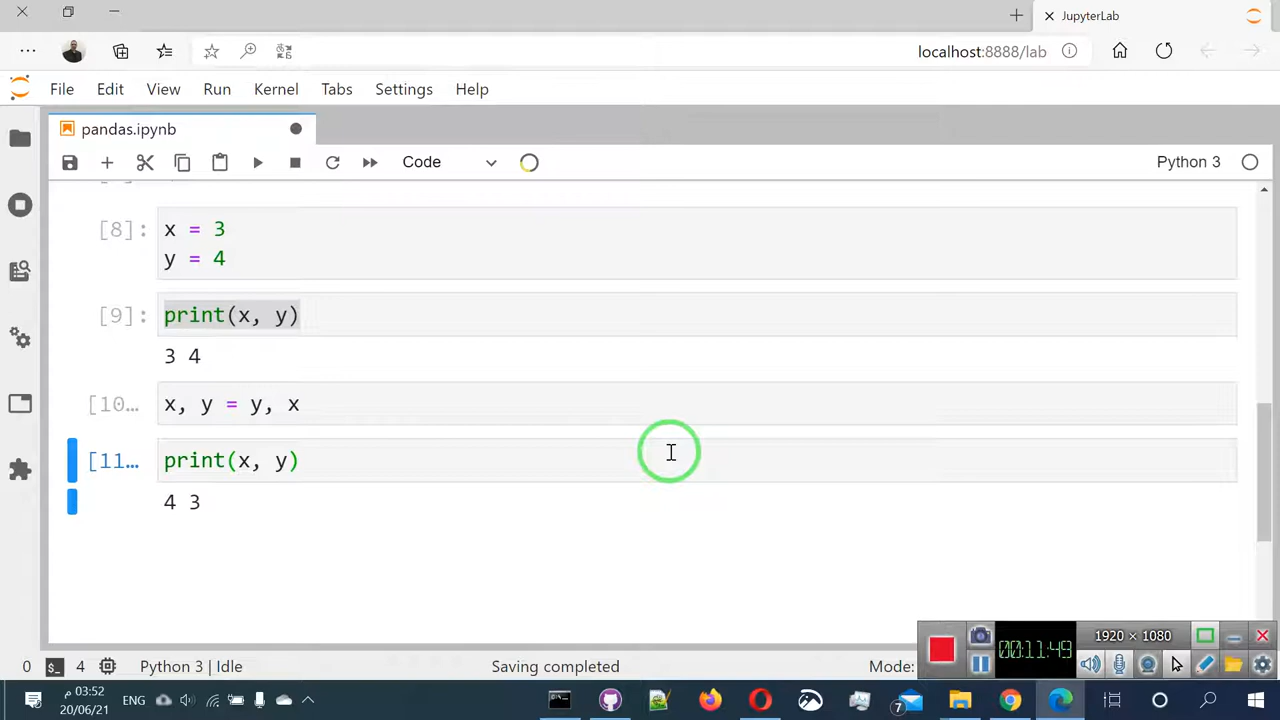 JupyterLab
localhost:8888/lab
File Edit View Run Kernel Tabs Settings Help
pandas.ipynb
Code Python 3
[8]: x = 3
y = 4
[9]: print(x, y)
3 4
[10… x, y = y, x
[11… print(x, y)
4 3
00:11:49
1920 × 1080
0 4 Python 3 | Idle Saving completed Mode:
03:52 م
20/06/21
ENG
7